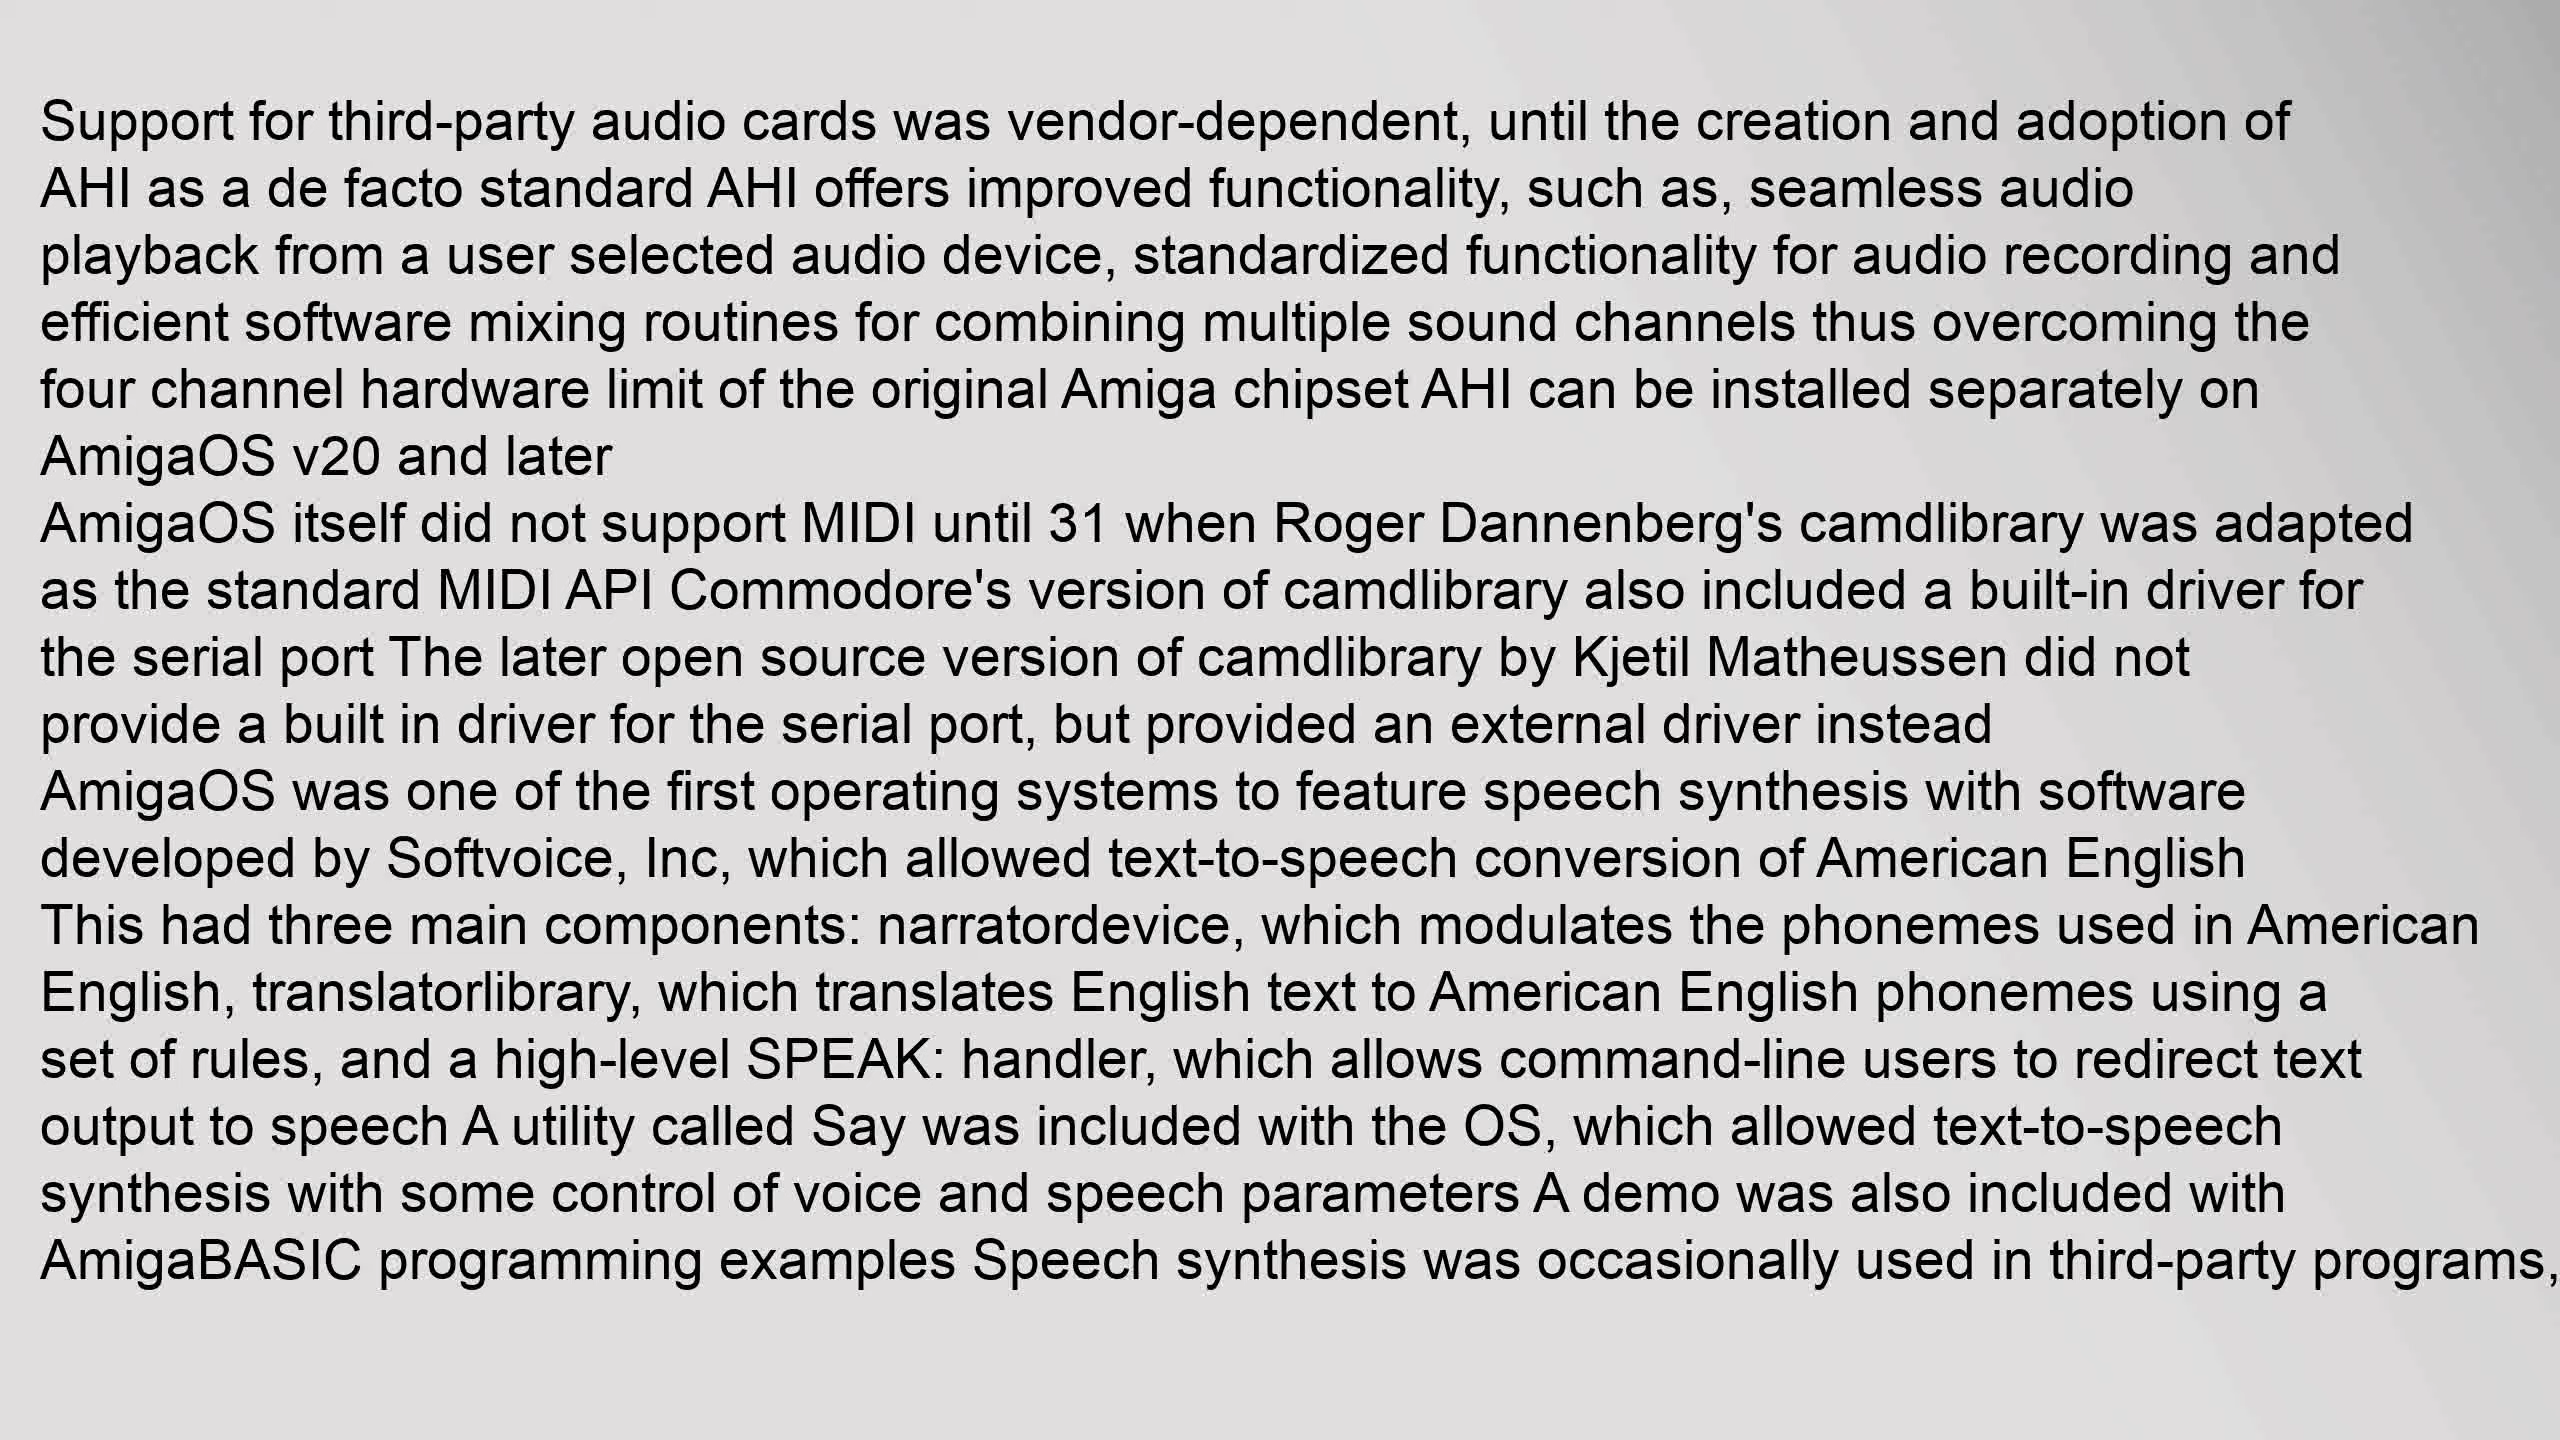 Support for third-party audio cards was vendor-dependent, until the creation and adoption of
AHI as a de facto standard AHI offers improved functionality, such as, seamless audio
playback from a user selected audio device, standardized functionality for audio recording and
efficient software mixing routines for combining multiple sound channels thus overcoming the
four channel hardware limit of the original Amiga chipset AHI can be installed separately on
AmigaOS v20 and later
AmigaOS itself did not support MIDI until 31 when Roger Dannenberg's camdlibrary was adapted
as the standard MIDI API Commodore's version of camdlibrary also included a built-in driver for
the serial port The later open source version of camdlibrary by Kjetil Matheussen did not
provide a built in driver for the serial port, but provided an external driver instead
AmigaOS was one of the first operating systems to feature speech synthesis with software
developed by Softvoice, Inc, which allowed text-to-speech conversion of American English
This had three main components: narratordevice, which modulates the phonemes used in American
English, translatorlibrary, which translates English text to American English phonemes using a
set of rules, and a high-level SPEAK: handler, which allows command-line users to redirect text
output to speech A utility called Say was included with the OS, which allowed text-to-speech
synthesis with some control of voice and speech parameters A demo was also included with
AmigaBASIC programming examples Speech synthesis was occasionally used in third-party programs,